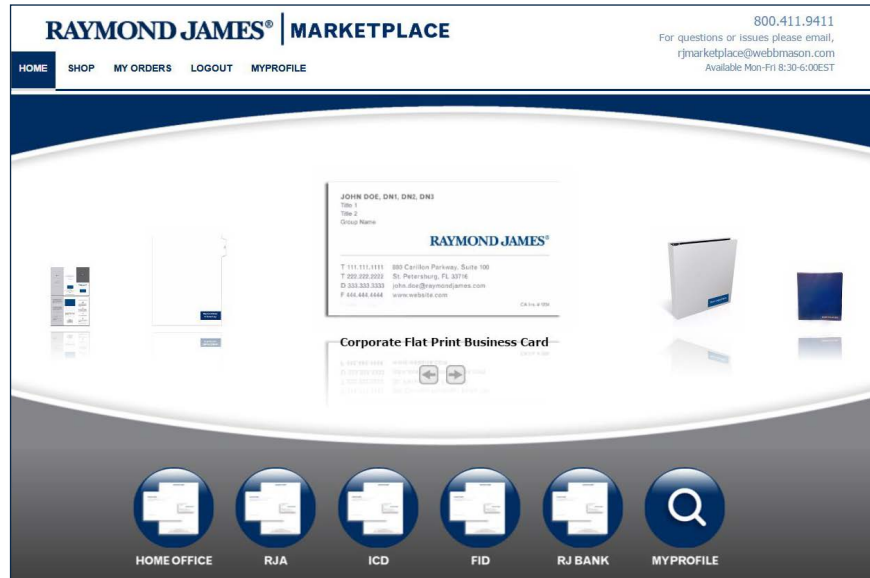 RAYMOND JAMES® | MARKETPLACE
800.411.9411
For questions or issues please email,
rjmarketplace@webbmason.com
Available Mon-Fri 8:30-6:00EST
HOME SHOP MY ORDERS LOGOUT MYPROFILE
JOHN DOE, DN1, DN2, DN3
Title 1
Title 2
Group Name
RAYMOND JAMES®
T 111.111.1111 880 Carillon Parkway, Suite 100
T 222.222.2222 St. Petersburg, FL 33716
D 333.333.3333 john.doe@raymondjames.com
F 444.444.4444 www.website.com
Corporate Flat Print Business Card
HOME OFFICE RJA ICD FID RJ BANK MYPROFILE